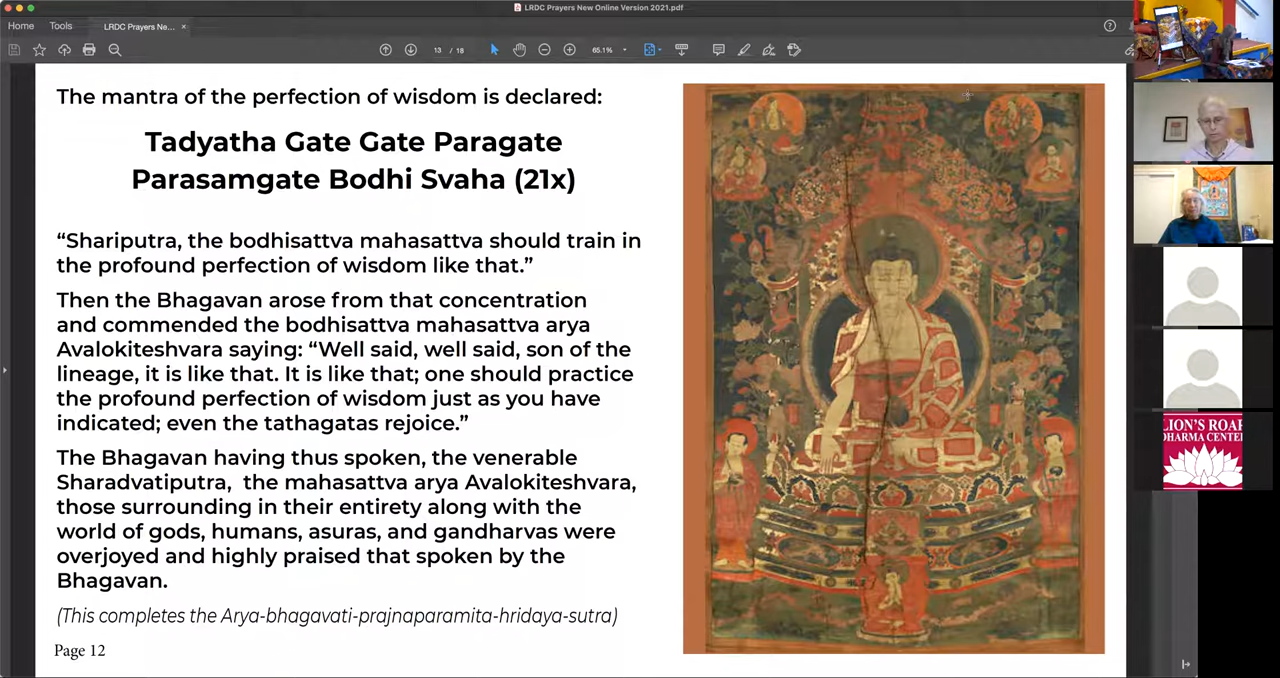 LRDC Prayers New Online Version 2021.pdf
Home Tools LRDC Prayers Ne... ×
13 / 18 65.1%
The mantra of the perfection of wisdom is declared:
Tadyatha Gate Gate Paragate
Parasamgate Bodhi Svaha (21x)
“Shariputra, the bodhisattva mahasattva should train in
the profound perfection of wisdom like that.”
Then the Bhagavan arose from that concentration
and commended the bodhisattva mahasattva arya
Avalokiteshvara saying: “Well said, well said, son of the
lineage, it is like that. It is like that; one should practice
the profound perfection of wisdom just as you have
indicated; even the tathagatas rejoice.”
The Bhagavan having thus spoken, the venerable
Sharadvatiputra, the mahasattva arya Avalokiteshvara,
those surrounding in their entirety along with the
world of gods, humans, asuras, and gandharvas were
overjoyed and highly praised that spoken by the
Bhagavan.
(This completes the Arya-bhagavati-prajnaparamita-hridaya-sutra)
Page 12
LION'S ROAR
DHARMA CENTER